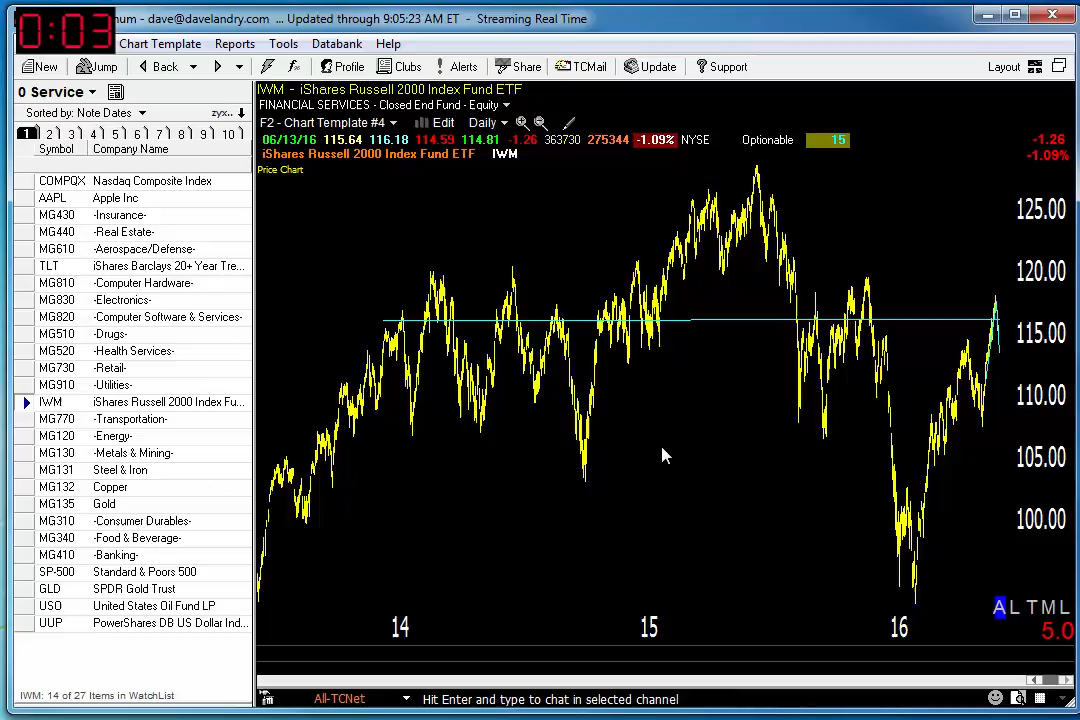 0:03
num - dave@davelandry.com ... Updated through 9:05:23 AM ET - Streaming Real Time
Chart Template Reports Tools Databank Help
New Jump Back Profile Clubs Alerts Share TCMail Update Support Layout
0 Service
Sorted by: Note Dates zyx..
1 2 3 4 5 6 7 8 9 10
Symbol Company Name
COMPQX Nasdaq Composite Index
AAPL Apple Inc
MG430 -Insurance-
MG440 -Real Estate-
MG610 -Aerospace/Defense-
TLT iShares Barclays 20+ Year Tre...
MG810 -Computer Hardware-
MG830 -Electronics-
MG820 -Computer Software & Services-
MG510 -Drugs-
MG520 -Health Services-
MG730 -Retail-
MG910 -Utilities-
IWM iShares Russell 2000 Index Fu...
MG770 -Transportation-
MG120 -Energy-
MG130 -Metals & Mining-
MG131 Steel & Iron
MG132 Copper
MG135 Gold
MG310 -Consumer Durables-
MG340 -Food & Beverage-
MG410 -Banking-
SP-500 Standard & Poors 500
GLD SPDR Gold Trust
USO United States Oil Fund LP
UUP PowerShares DB US Dollar Ind...
IWM: 14 of 27 Items in WatchList
IWM - iShares Russell 2000 Index Fund ETF
FINANCIAL SERVICES - Closed End Fund - Equity
F2 - Chart Template #4 Edit Daily
06/13/16 115.64 116.18 114.59 114.81 -1.26 363730 275344 -1.09% NYSE Optionable 15 -1.26
iShares Russell 2000 Index Fund ETF IWM -1.09%
Price Chart
125.00
120.00
115.00
110.00
105.00
100.00
A L T M L
14 15 16 5.0
All-TCNet Hit Enter and type to chat in selected channel